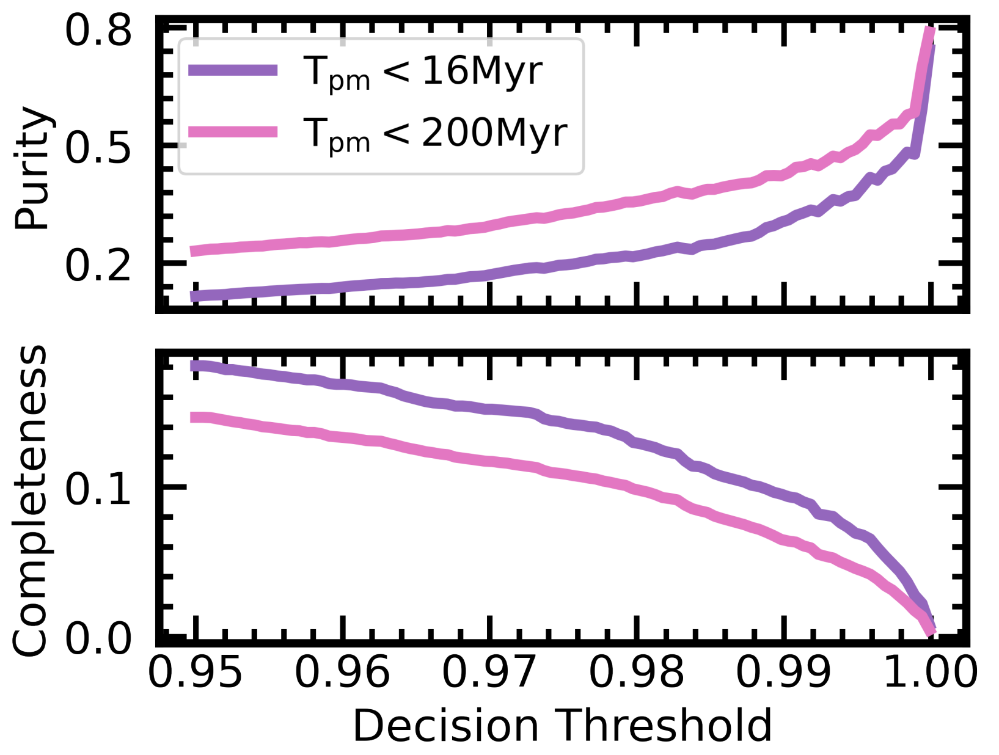 0.8
0.5
0.2
Purity
T_pm < 16Myr
T_pm < 200Myr
Completeness
0.1
0.0
0.95 0.96 0.97 0.98 0.99 1.00
Decision Threshold